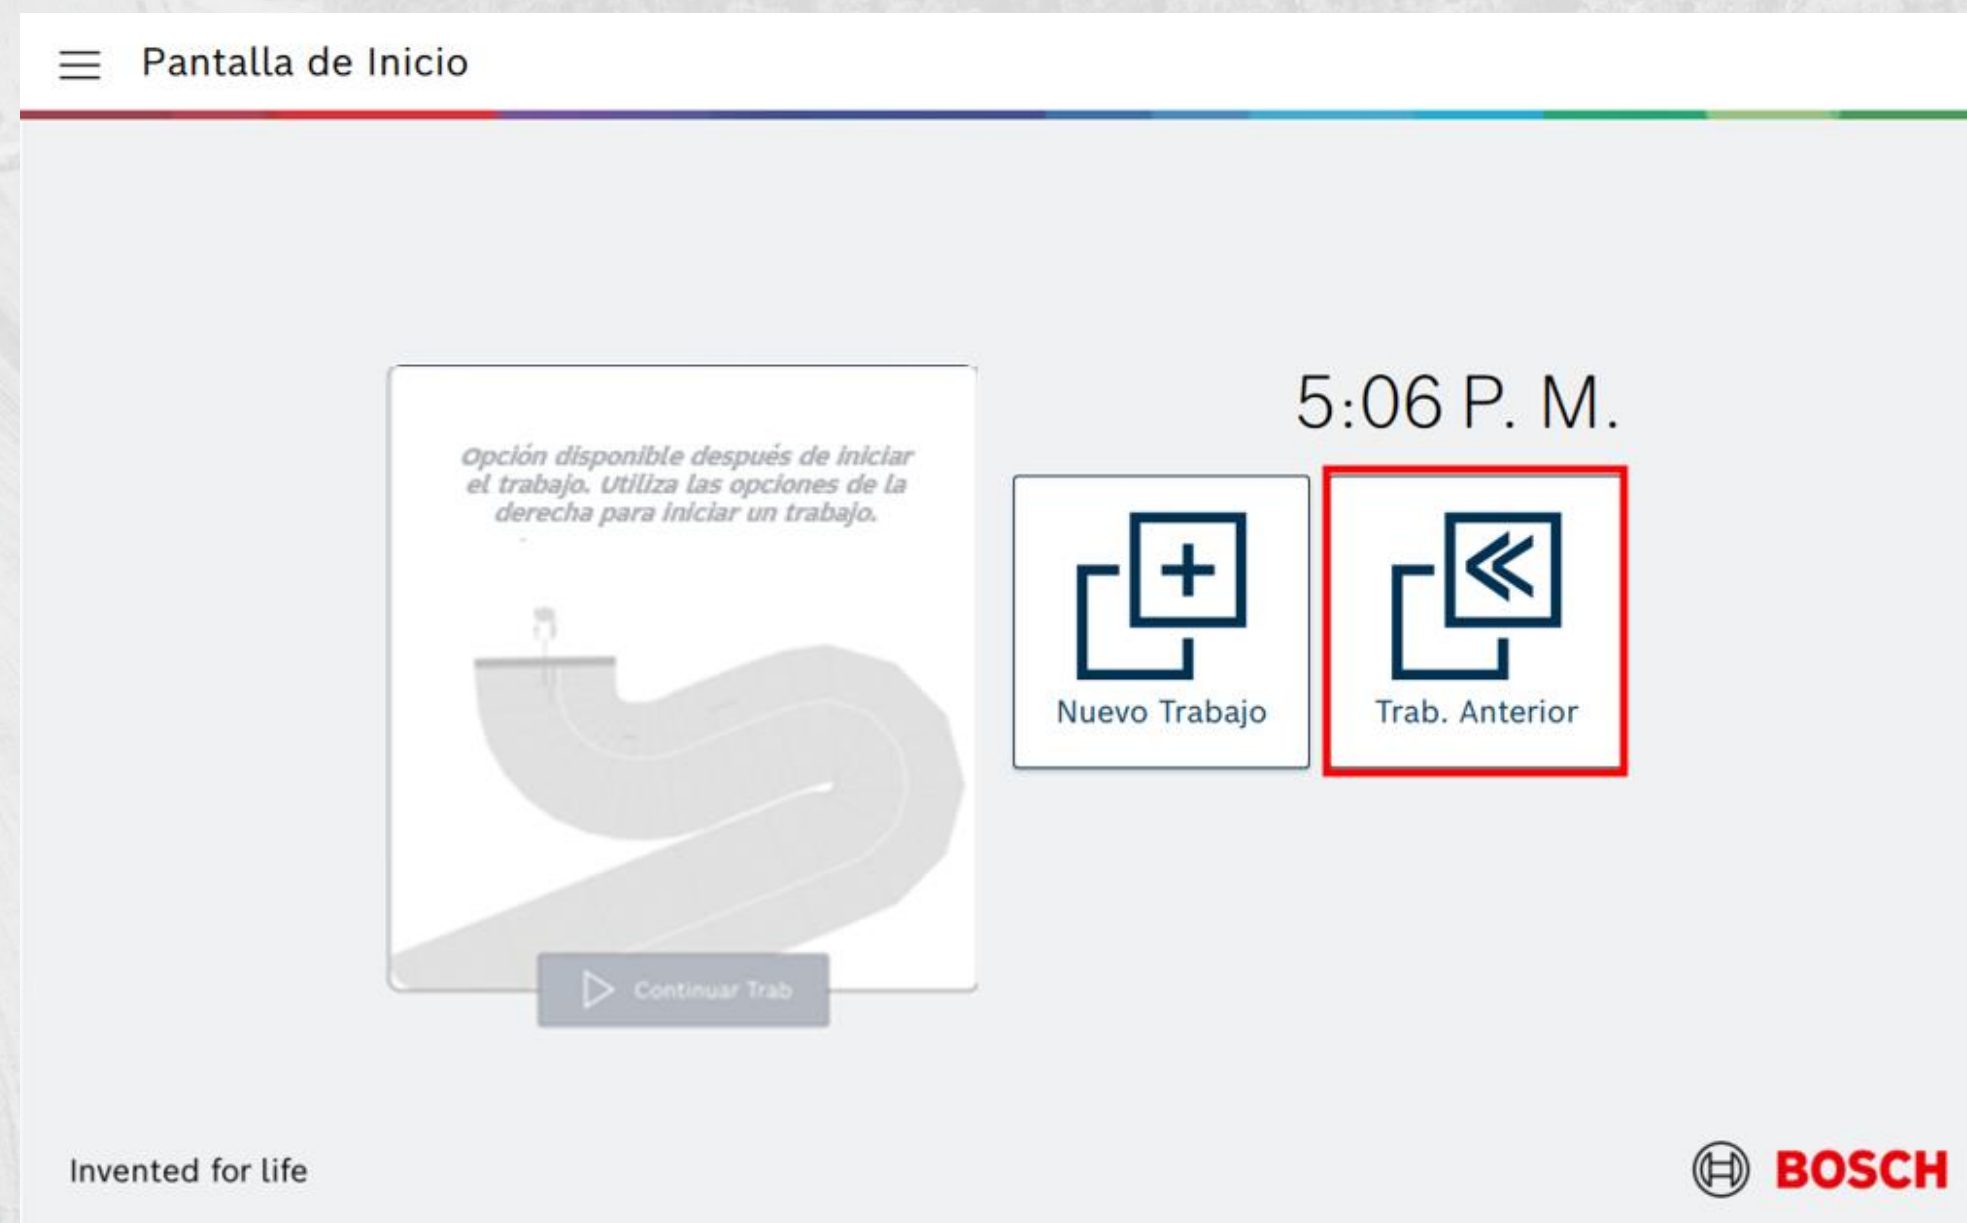 Pantalla de Inicio
Opción disponible después de iniciar
el trabajo. Utiliza las opciones de la
derecha para iniciar un trabajo.
Continuar Trab
5:06 P. M.
Nuevo Trabajo
Trab. Anterior
Invented for life
BOSCH